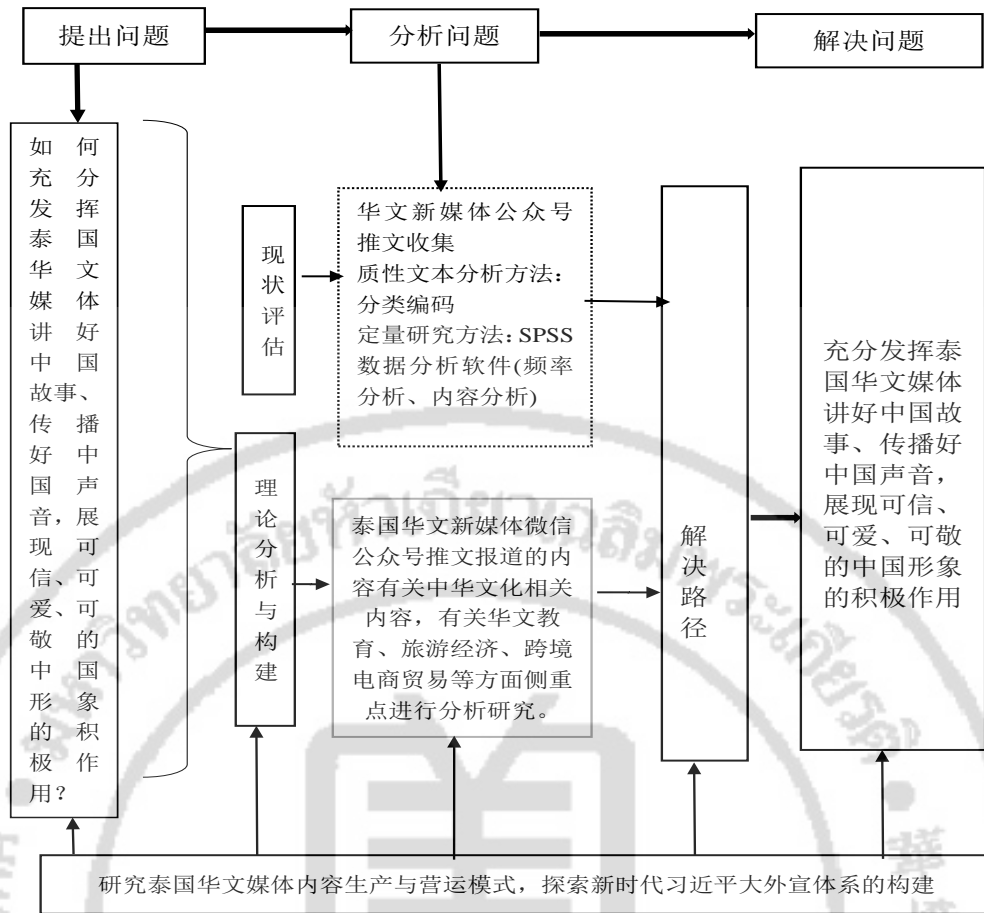 提出问题
分析问题
解决问题
如何
充分
发挥
泰国
华文
媒体
讲好
中国
故事、
传播
好中
国声
音，展
现可
信、可
爱、可
敬的
中国
形象
的积
极作
用？
现
状
评
估
华文新媒体公众号
推文收集
质性文本分析方法：
分类编码
定量研究方法：SPSS
数据分析软件(频率
分析、内容分析)
理
论
分
析
与
构
建
泰国华文新媒体微信
公众号推文报道的内
容有关中华文化相关
内容，有关华文教
育、旅游经济、跨境
电商贸易等方面侧重
点进行分析研究。
解
决
路
径
充分发挥泰
国华文媒体
讲好中国故
事、传播好
中国声音，
展现可信、
可爱、可敬
的中国形象
的积极作用
研究泰国华文媒体内容生产与营运模式，探索新时代习近平大外宣体系的构建